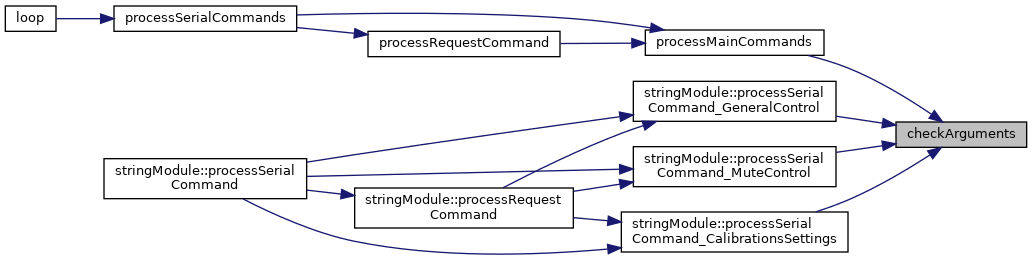 loop
processSerialCommands
processRequestCommand
processMainCommands
stringModule::processSerial
Command_GeneralControl
checkArguments
stringModule::processSerial
Command_MuteControl
stringModule::processSerial
Command
stringModule::processRequest
Command
stringModule::processSerial
Command_CalibrationsSettings